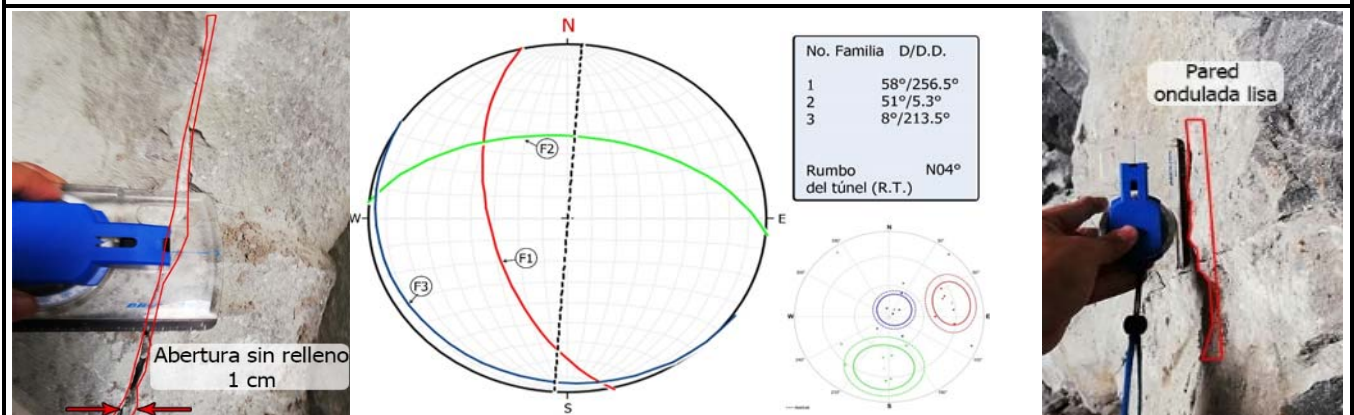 Abertura sin relleno
1 cm
N
W
E
S
F2
F1
F3
No. Familia D/D.D.
1 58°/256.5°
2 51°/5.3°
3 8°/213.5°
Rumbo N04°
del túnel (R.T.)
N
W
E
S
Pared
ondulada lisa